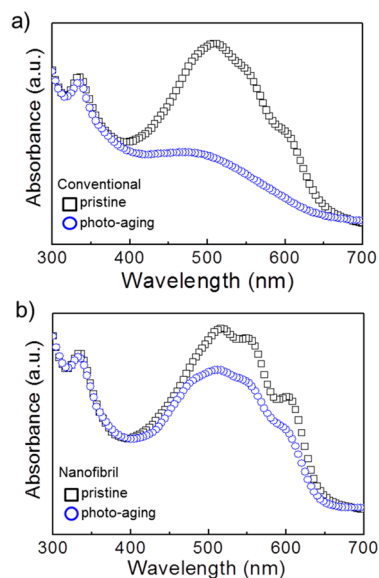 a)
Absorbance (a.u.)
Conventional
pristine
photo-aging
300 400 500 600 700
Wavelength (nm)
b)
Absorbance (a.u.)
Nanofibril
pristine
photo-aging
300 400 500 600 700
Wavelength (nm)